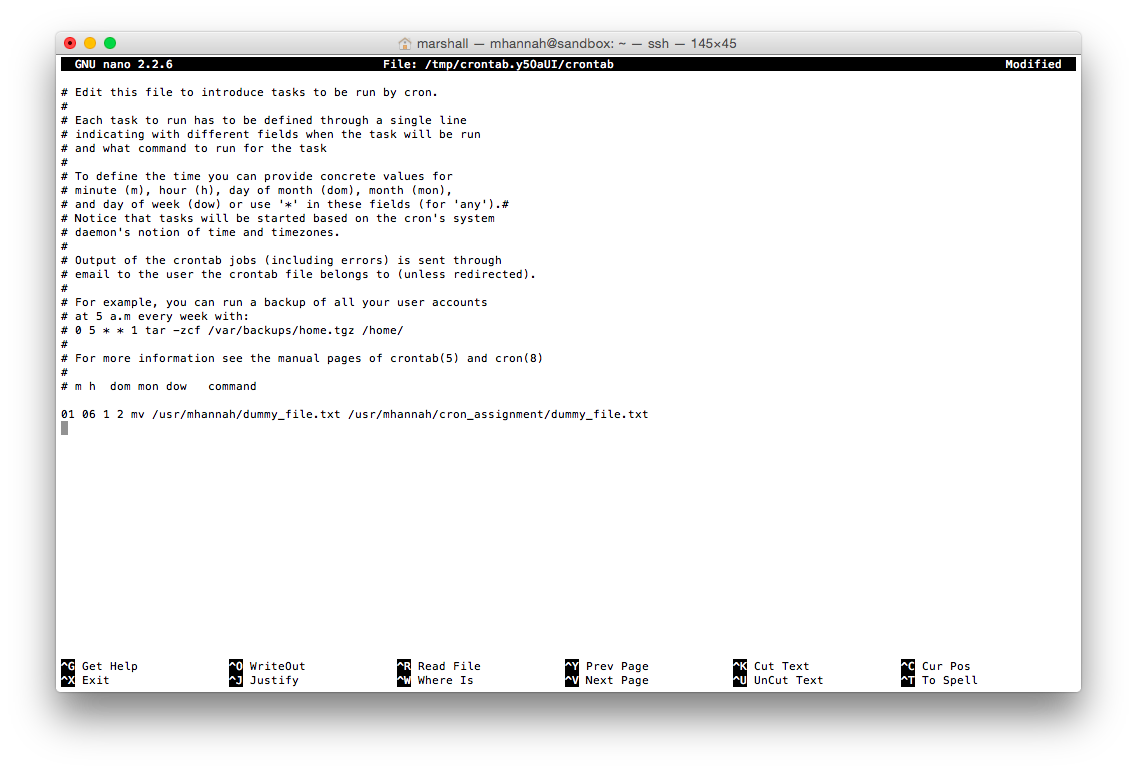 marshall — mhannah@sandbox: ~ — ssh — 145×45
GNU nano 2.2.6 File: /tmp/crontab.y5OaUI/crontab Modified
# Edit this file to introduce tasks to be run by cron.
#
# Each task to run has to be defined through a single line
# indicating with different fields when the task will be run
# and what command to run for the task
#
# To define the time you can provide concrete values for
# minute (m), hour (h), day of month (dom), month (mon),
# and day of week (dow) or use '*' in these fields (for 'any').#
# Notice that tasks will be started based on the cron's system
# daemon's notion of time and timezones.
#
# Output of the crontab jobs (including errors) is sent through
# email to the user the crontab file belongs to (unless redirected).
#
# For example, you can run a backup of all your user accounts
# at 5 a.m every week with:
# 0 5 * * 1 tar -zcf /var/backups/home.tgz /home/
#
# For more information see the manual pages of crontab(5) and cron(8)
#
# m h  dom mon dow   command
01 06 1 2 mv /usr/mhannah/dummy_file.txt /usr/mhannah/cron_assignment/dummy_file.txt
^G Get Help ^O WriteOut ^R Read File ^Y Prev Page ^K Cut Text ^C Cur Pos
^X Exit ^J Justify ^W Where Is ^V Next Page ^U UnCut Text ^T To Spell